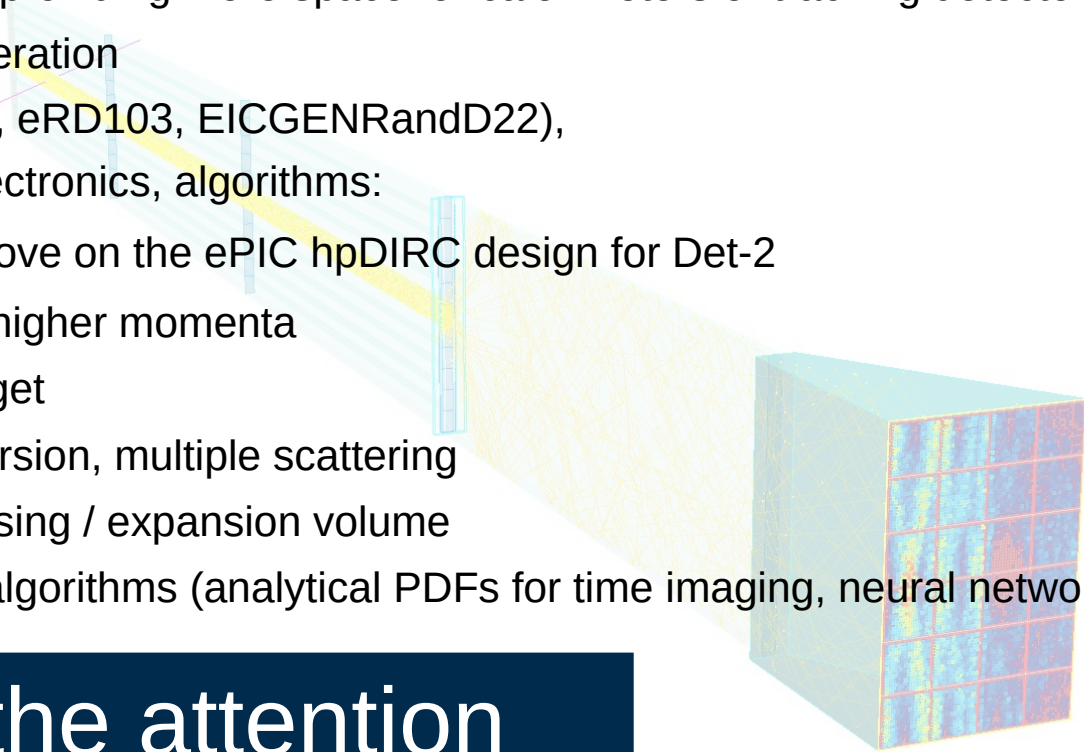 eration
, eRD103, EICGENRandD22),
ectronics, algorithms:
ove on the ePIC hpDIRC design for Det-2
higher momenta
get
rsion, multiple scattering
sing / expansion volume
algorithms (analytical PDFs for time imaging, neural netwo
the attention